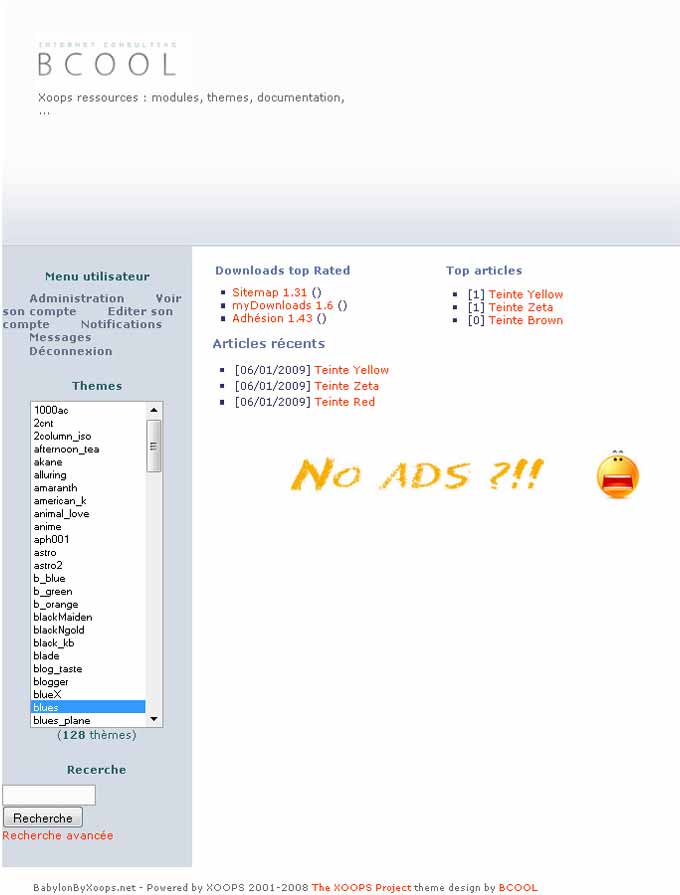 INTERNET CONSULTING
BCOOL
Xoops ressources : modules, themes, documentation,
...
Menu utilisateur
Administration Voir
son compte Editer son
compte Notifications
Messages
Déconnexion
Themes
1000ac
2cnt
2column_iso
afternoon_tea
akane
alluring
amaranth
american_k
animal_love
anime
aph001
astro
astro2
b_blue
b_green
b_orange
blackMaiden
blackNgold
black_kb
blade
blog_taste
blogger
blueX
blues
blues_plane
(128 thèmes)
Recerche
Recherche
Recherche avancée
Downloads top Rated
Sitemap 1.31 ()
myDownloads 1.6 ()
Adhésion 1.43 ()
Top articles
[1] Teinte Yellow
[1] Teinte Zeta
[0] Teinte Brown
Articles récents
[06/01/2009] Teinte Yellow
[06/01/2009] Teinte Zeta
[06/01/2009] Teinte Red
No ADS ?!!
BabylonByXoops.net - Powered by XOOPS 2001-2008 The XOOPS Project theme design by BCOOL